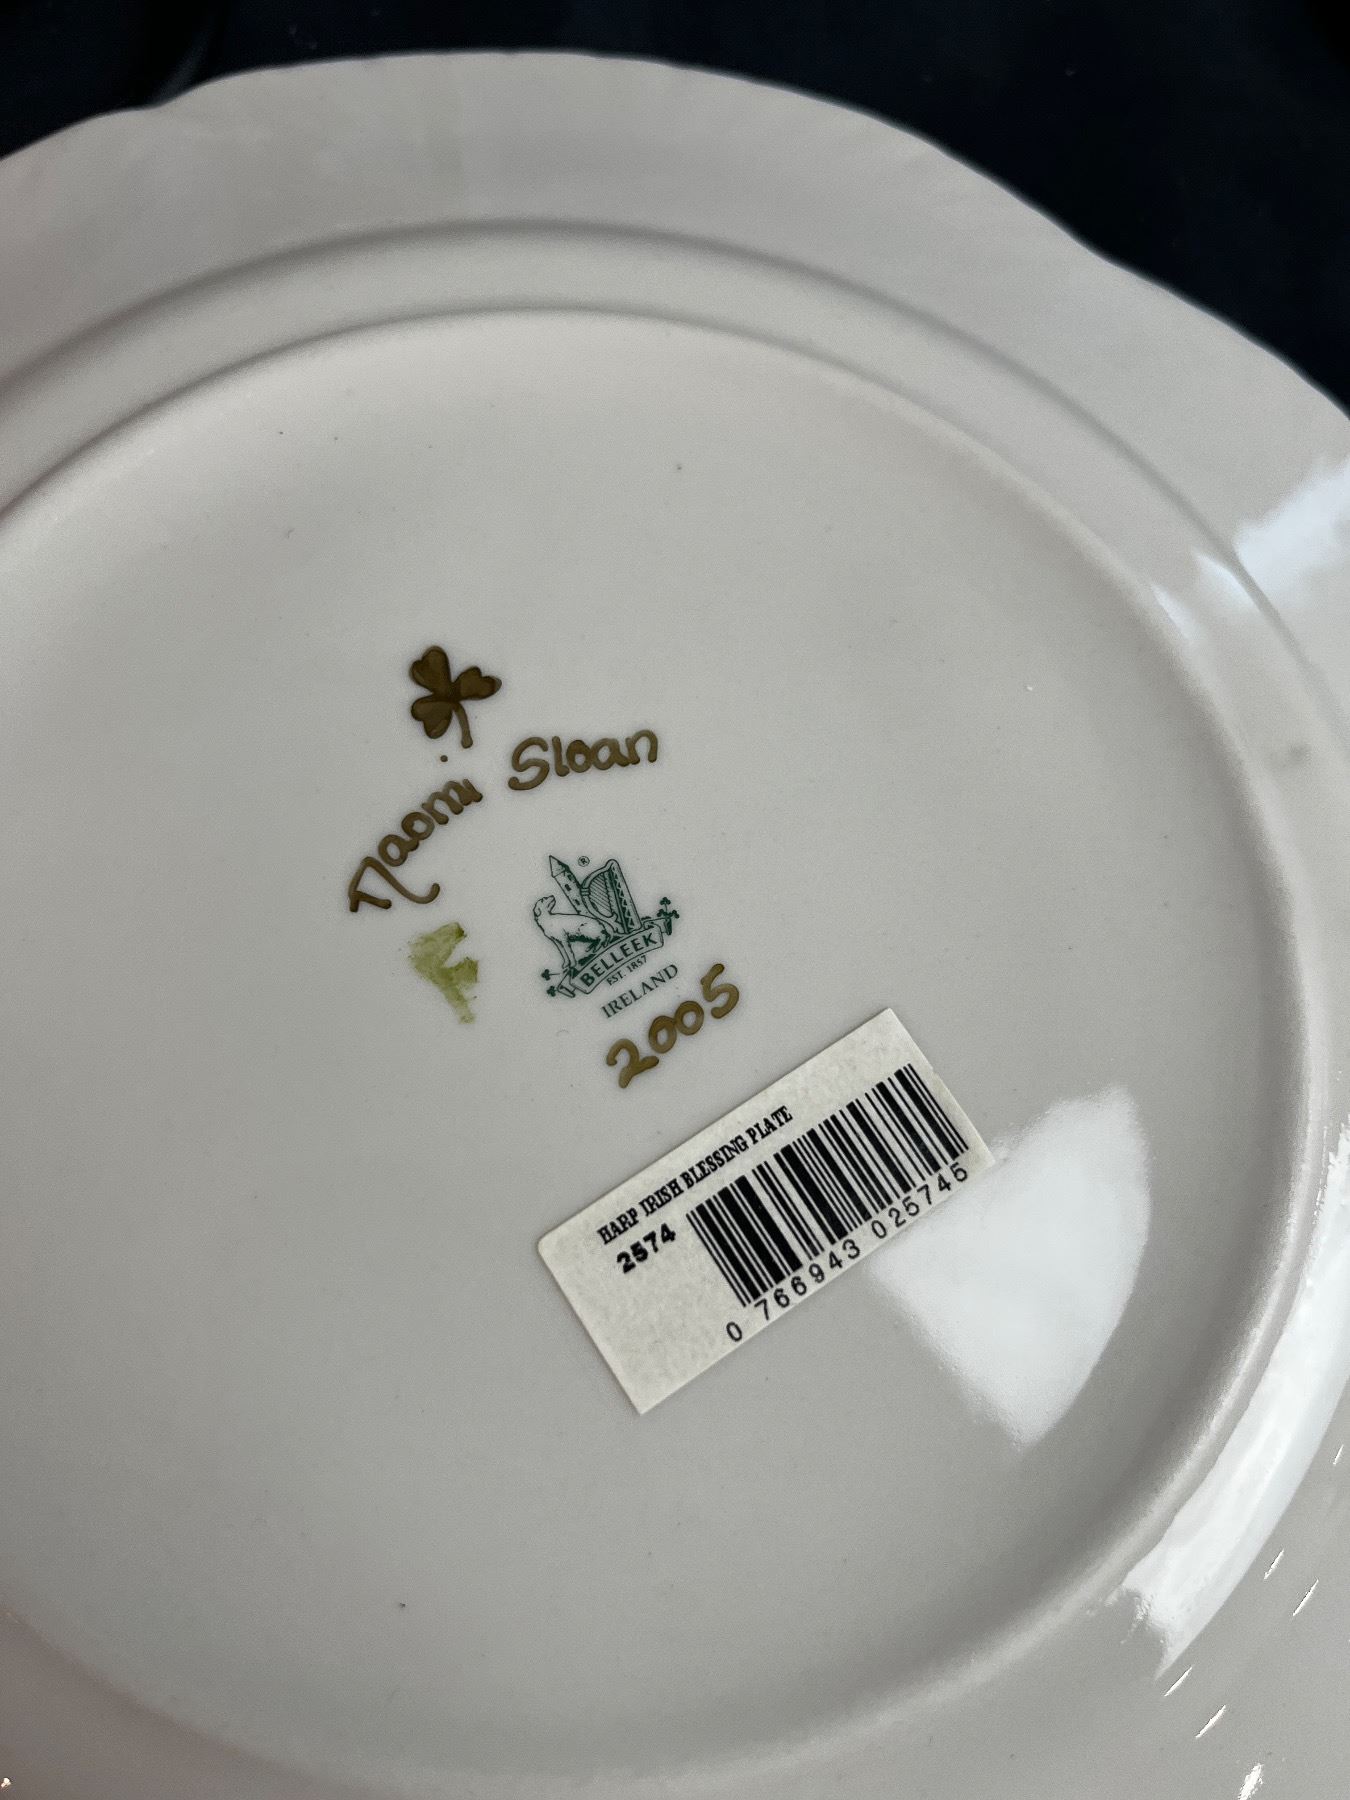 Naomi Sloan
®
BELLEEK
EST. 1857
IRELAND
2005
HARP IRISH BLESSING PLATE
2574
0 766943 025745